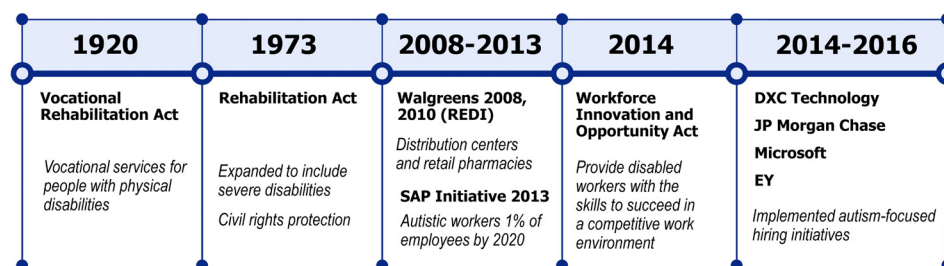 1920
Vocational
Rehabilitation Act
Vocational services for
people with physical
disabilities
1973
Rehabilitation Act
Expanded to include
severe disabilities
Civil rights protection
2008-2013
Walgreens 2008,
2010 (REDI)
Distribution centers
and retail pharmacies
SAP Initiative 2013
Autistic workers 1% of
employees by 2020
2014
Workforce
Innovation and
Opportunity Act
Provide disabled
workers with the
skills to succeed in
a competitive work
environment
2014-2016
DXC Technology
JP Morgan Chase
Microsoft
EY
Implemented autism-focused
hiring initiatives